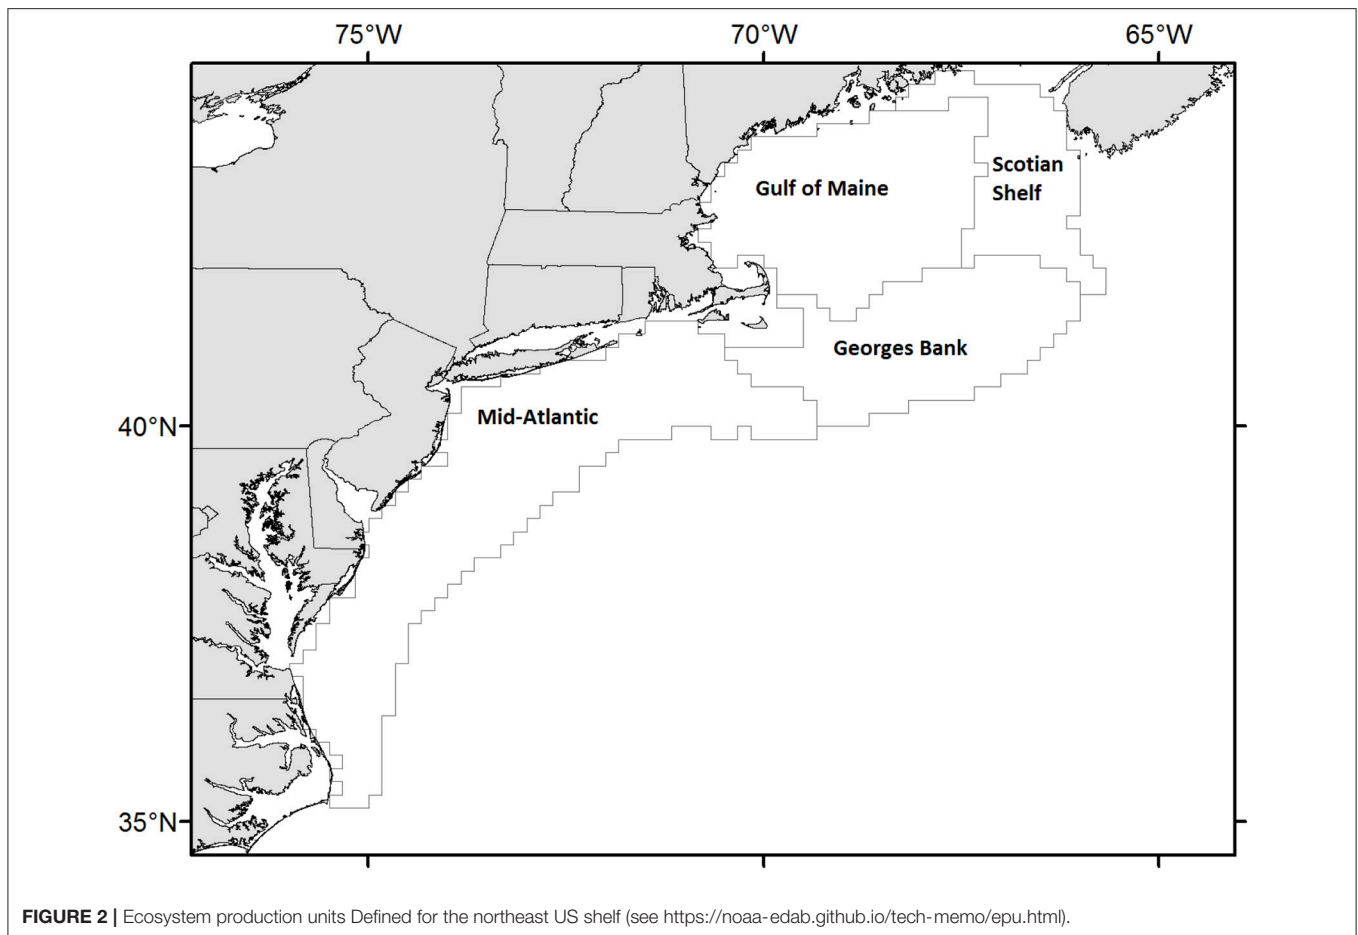 75°W 70°W 65°W
Gulf of Maine
Scotian
Shelf
Georges Bank
Mid-Atlantic
40°N
35°N
FIGURE 2 | Ecosystem production units Defined for the northeast US shelf (see https://noaa-edab.github.io/tech-memo/epu.html).